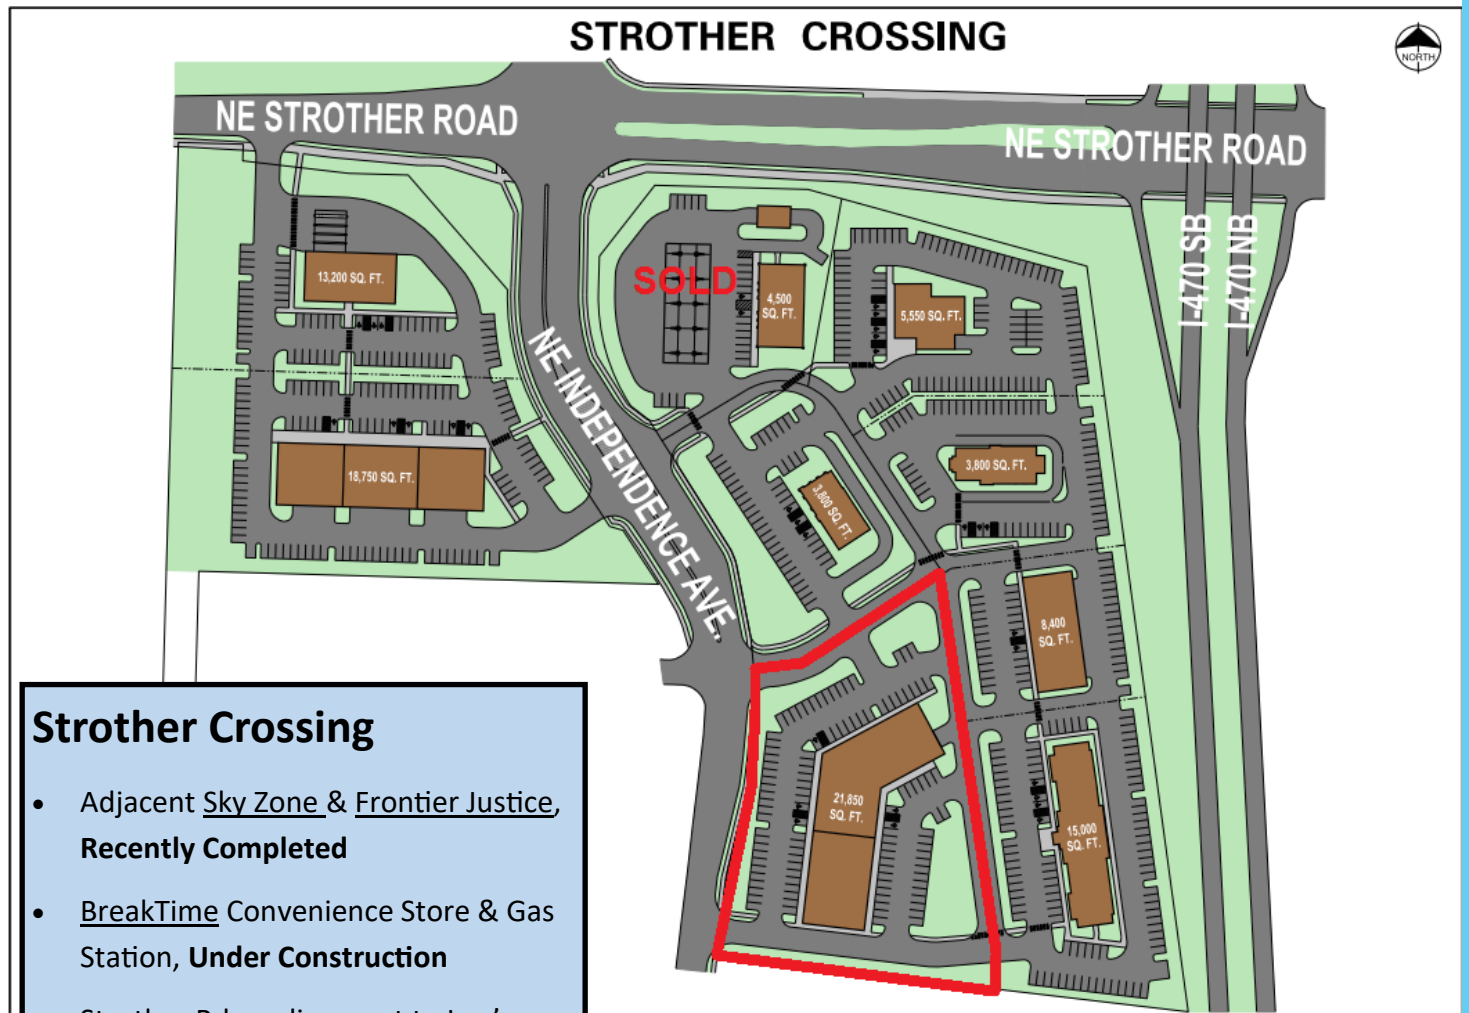 STROTHER CROSSING
NORTH
NE STROTHER ROAD
NE STROTHER ROAD
I-470 SB
I-470 NB
13,200 SQ. FT.
SOLD
4,500
SQ. FT.
5,550 SQ. FT.
NE INDEPENDENCE AVE.
18,750 SQ. FT.
3,800 SQ. FT.
3,800 SQ. FT.
8,400
SQ. FT.
21,850
SQ. FT.
15,000
SQ. FT.
Strother Crossing
• Adjacent Sky Zone & Frontier Justice,
Recently Completed
• BreakTime Convenience Store & Gas
Station, Under Construction